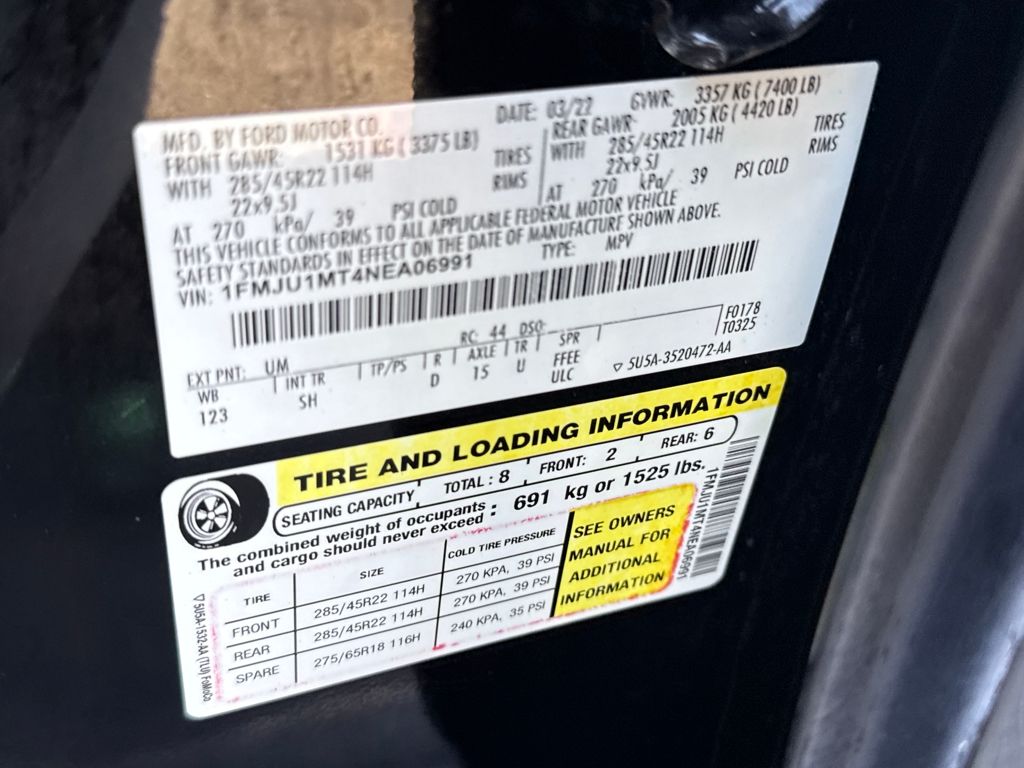 MFD. BY FORD MOTOR CO.
DATE: 03/22 GVWR: 3357 KG ( 7400 LB)
FRONT GAWR: 1531 KG ( 3375 LB)
REAR GAWR: 2005 KG ( 4420 LB)
WITH 285/45R22 114H TIRES
WITH 285/45R22 114H TIRES
22x9.5J RIMS
22x9.5J RIMS
AT 270 kPa/ 39 PSI COLD
AT 270 kPa/ 39 PSI COLD
THIS VEHICLE CONFORMS TO ALL APPLICABLE FEDERAL MOTOR VEHICLE
SAFETY STANDARDS IN EFFECT ON THE DATE OF MANUFACTURE SHOWN ABOVE.
VIN: 1FMJU1MT4NEA06991 TYPE: MPV
F0178
T0325
EXT PNT: UM RC: 44 DSO:
WB INT TR TP/PS R AXLE TR SPR
123 SH D 15 U FFEE
ULC
5U5A-3520472-AA
TIRE AND LOADING INFORMATION
SEATING CAPACITY TOTAL: 8 FRONT: 2 REAR: 6
The combined weight of occupants
and cargo should never exceed : 691 kg or 1525 lbs.
TIRE SIZE COLD TIRE PRESSURE
FRONT 285/45R22 114H 270 KPA, 39 PSI
REAR 285/45R22 114H 270 KPA, 39 PSI
SPARE 275/65R18 116H 240 KPA, 35 PSI
SEE OWNERS
MANUAL FOR
ADDITIONAL
INFORMATION
1FMJU1MT4NEA06991
5U5A-1532-AA (TLU) FoMoCo